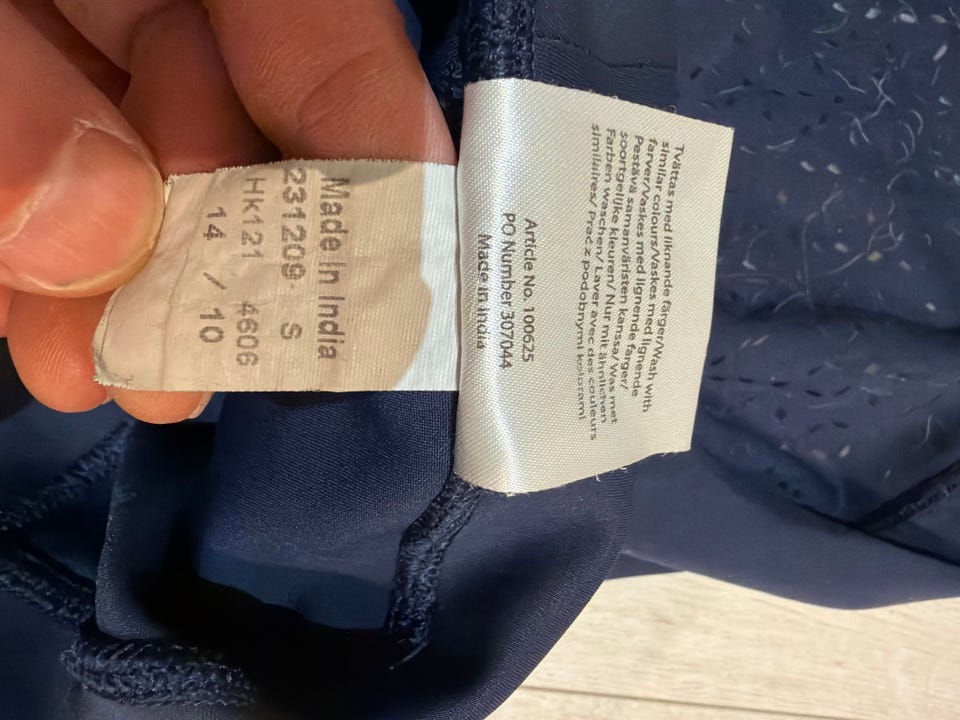 Made in India
231209 S
HK121 4606
14 / 10
Tvättas med liknande färger/Wash with
similar colours/Vaskes med lignende
farver/Vaskes med lignende farger/
Pestävä samanväristen kanssa/Was met
soortgelijke kleuren/ Nur mit ähnlichen
Farben waschen/ Laver avec des couleurs
similaires/ Prać z podobnymi kolorami
Article No. 100625
PO Number 307044
Made in India